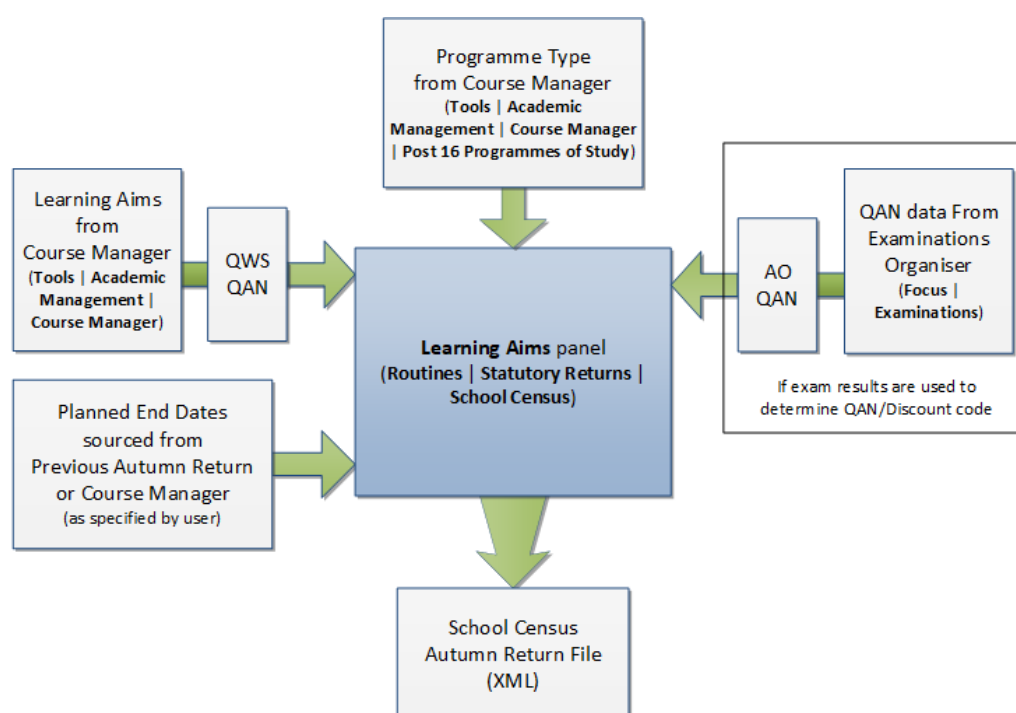 Programme Type
from Course Manager
(Tools | Academic
Management | Course Manager
| Post 16 Programmes of Study)
Learning Aims
from
Course Manager
(Tools | Academic
Management |
Course Manager)
QWS
QAN
Learning Aims panel
(Routines | Statutory Returns |
School Census)
AO
QAN
QAN data From
Examinations
Organiser
(Focus |
Examinations)
If exam results are used to
determine QAN/Discount code
Planned End Dates
sourced from
Previous Autumn Return
or Course Manager
(as specified by user)
School Census
Autumn Return File
(XML)